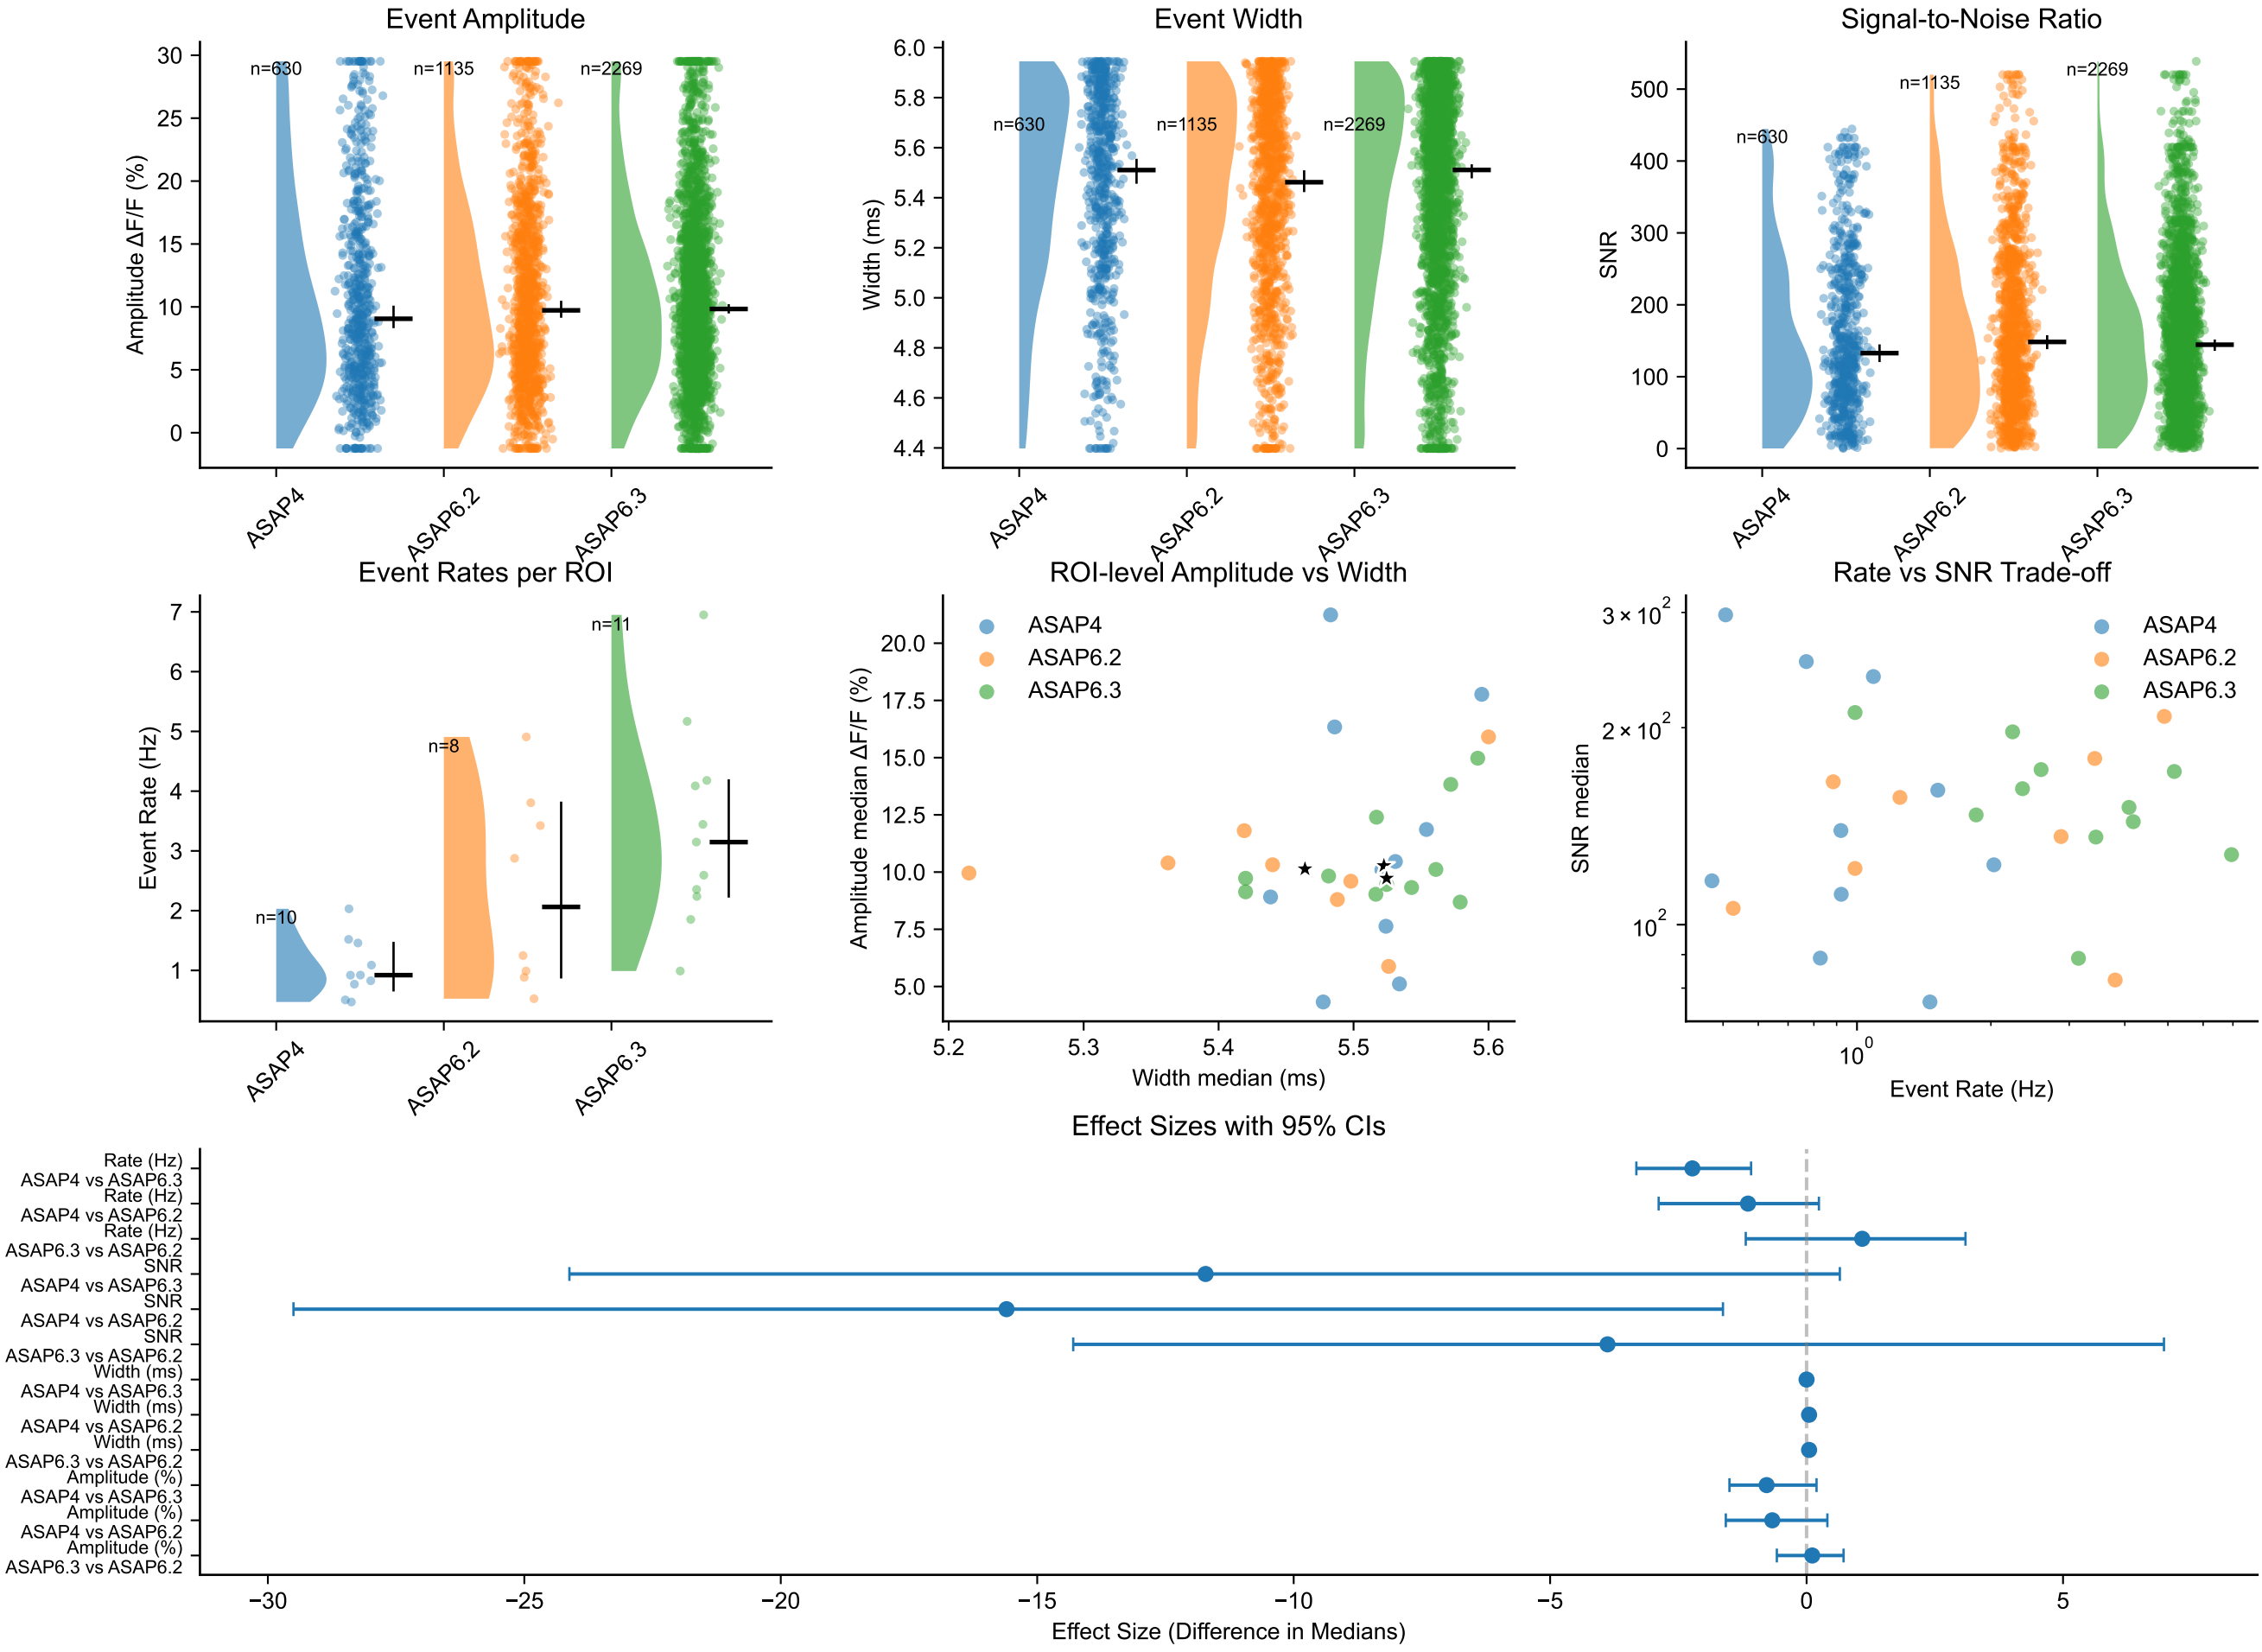 Event Amplitude
Amplitude ΔF/F (%)
30
25
20
15
10
5
0
n=630
n=1135
n=2269
ASAP4
ASAP6.2
ASAP6.3
Event Width
Width (ms)
6.0
5.8
5.6
5.4
5.2
5.0
4.8
4.6
4.4
n=630
n=1135
n=2269
ASAP4
ASAP6.2
ASAP6.3
Signal-to-Noise Ratio
SNR
500
400
300
200
100
0
n=630
n=1135
n=2269
ASAP4
ASAP6.2
ASAP6.3
Event Rates per ROI
Event Rate (Hz)
7
6
5
4
3
2
1
n=10
n=8
n=11
ASAP4
ASAP6.2
ASAP6.3
ROI-level Amplitude vs Width
Amplitude median ΔF/F (%)
20.0
17.5
15.0
12.5
10.0
7.5
5.0
ASAP4
ASAP6.2
ASAP6.3
5.2
5.3
5.4
5.5
5.6
Width median (ms)
Rate vs SNR Trade-off
SNR median
3 × 10²
2 × 10²
10²
ASAP4
ASAP6.2
ASAP6.3
10⁰
Event Rate (Hz)
Effect Sizes with 95% CIs
Rate (Hz)
ASAP4 vs ASAP6.3
Rate (Hz)
ASAP4 vs ASAP6.2
Rate (Hz)
ASAP6.3 vs ASAP6.2
SNR
ASAP4 vs ASAP6.3
SNR
ASAP4 vs ASAP6.2
SNR
ASAP6.3 vs ASAP6.2
Width (ms)
ASAP4 vs ASAP6.3
Width (ms)
ASAP4 vs ASAP6.2
Width (ms)
ASAP6.3 vs ASAP6.2
Amplitude (%)
ASAP4 vs ASAP6.3
Amplitude (%)
ASAP4 vs ASAP6.2
Amplitude (%)
ASAP6.3 vs ASAP6.2
−30
−25
−20
−15
−10
−5
0
5
Effect Size (Difference in Medians)